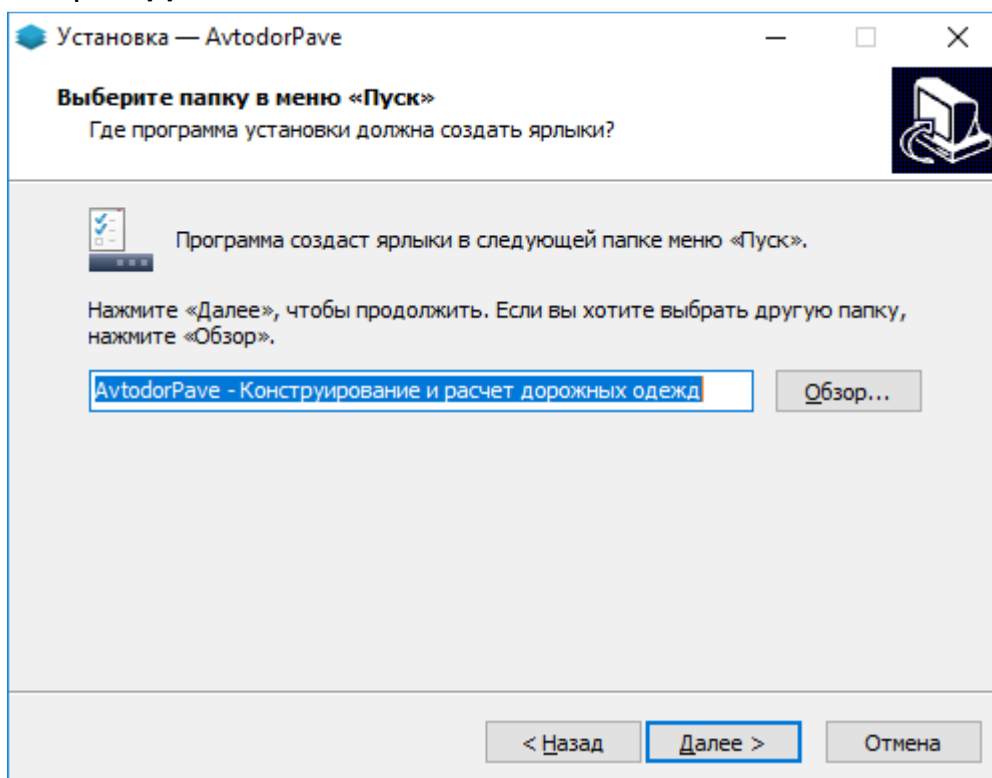 Установка — AvtodorPave
Выберите папку в меню «Пуск»
Где программа установки должна создать ярлыки?
Программа создаст ярлыки в следующей папке меню «Пуск».
Нажмите «Далее», чтобы продолжить. Если вы хотите выбрать другую папку,
нажмите «Обзор».
AvtodorPave - Конструирование и расчет дорожных одежд
Обзор...
< Назад
Далее >
Отмена